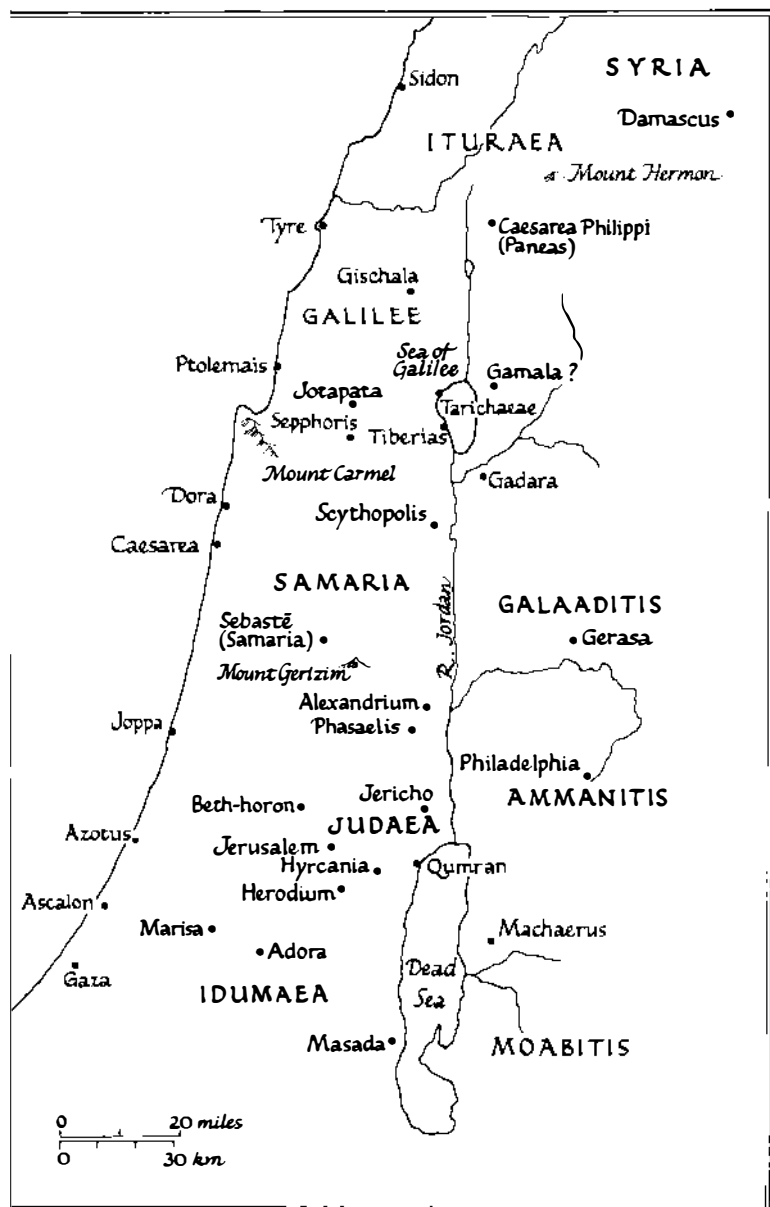 SYRIA
Sidon
Damascus
ITURAEA
Mount Hermon
Tyre
Caesarea Philippi
(Paneas)
Gischala
GALILEE
Sea of
Galilee
Ptolemais
Gamala ?
Jotapata
Tarichaeae
Sepphoris
Tiberias
Mount Carmel
Gadara
Dora
Scythopolis
Caesarea
SAMARIA
R. Jordan
GALAADITIS
Sebastē
(Samaria)
Gerasa
Mount Gerizim
Alexandrium
Phasaelis
Joppa
Philadelphia
AMMANITIS
Beth-horon
Jericho
JUDAEA
Azotus
Jerusalem
Hyrcania
Qumran
Herodium
Ascalon
Marisa
Machaerus
Adora
Gaza
Dead
Sea
IDUMAEA
Masada
MOABITIS
0 20 miles
0 30 km